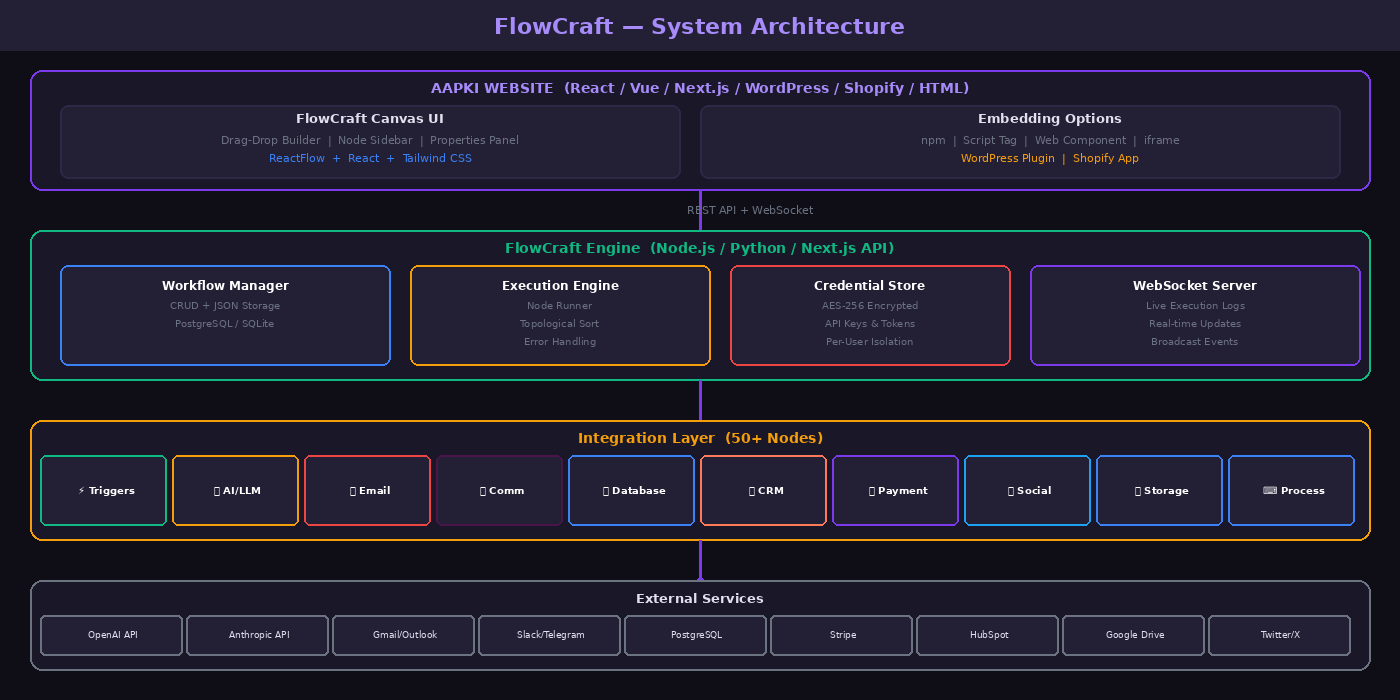 FlowCraft — System Architecture
AAPKI WEBSITE (React / Vue / Next.js / WordPress / Shopify / HTML)
FlowCraft Canvas UI
Drag-Drop Builder | Node Sidebar | Properties Panel
ReactFlow + React + Tailwind CSS
Embedding Options
npm | Script Tag | Web Component | iframe
WordPress Plugin | Shopify App
REST API + WebSocket
FlowCraft Engine (Node.js / Python / Next.js API)
Workflow Manager
CRUD + JSON Storage
PostgreSQL / SQLite
Execution Engine
Node Runner
Topological Sort
Error Handling
Credential Store
AES-256 Encrypted
API Keys & Tokens
Per-User Isolation
WebSocket Server
Live Execution Logs
Real-time Updates
Broadcast Events
Integration Layer (50+ Nodes)
⚡ Triggers
AI/LLM
Email
Comm
Database
CRM
Payment
Social
Storage
⌨ Process
External Services
OpenAI API
Anthropic API
Gmail/Outlook
Slack/Telegram
PostgreSQL
Stripe
HubSpot
Google Drive
Twitter/X